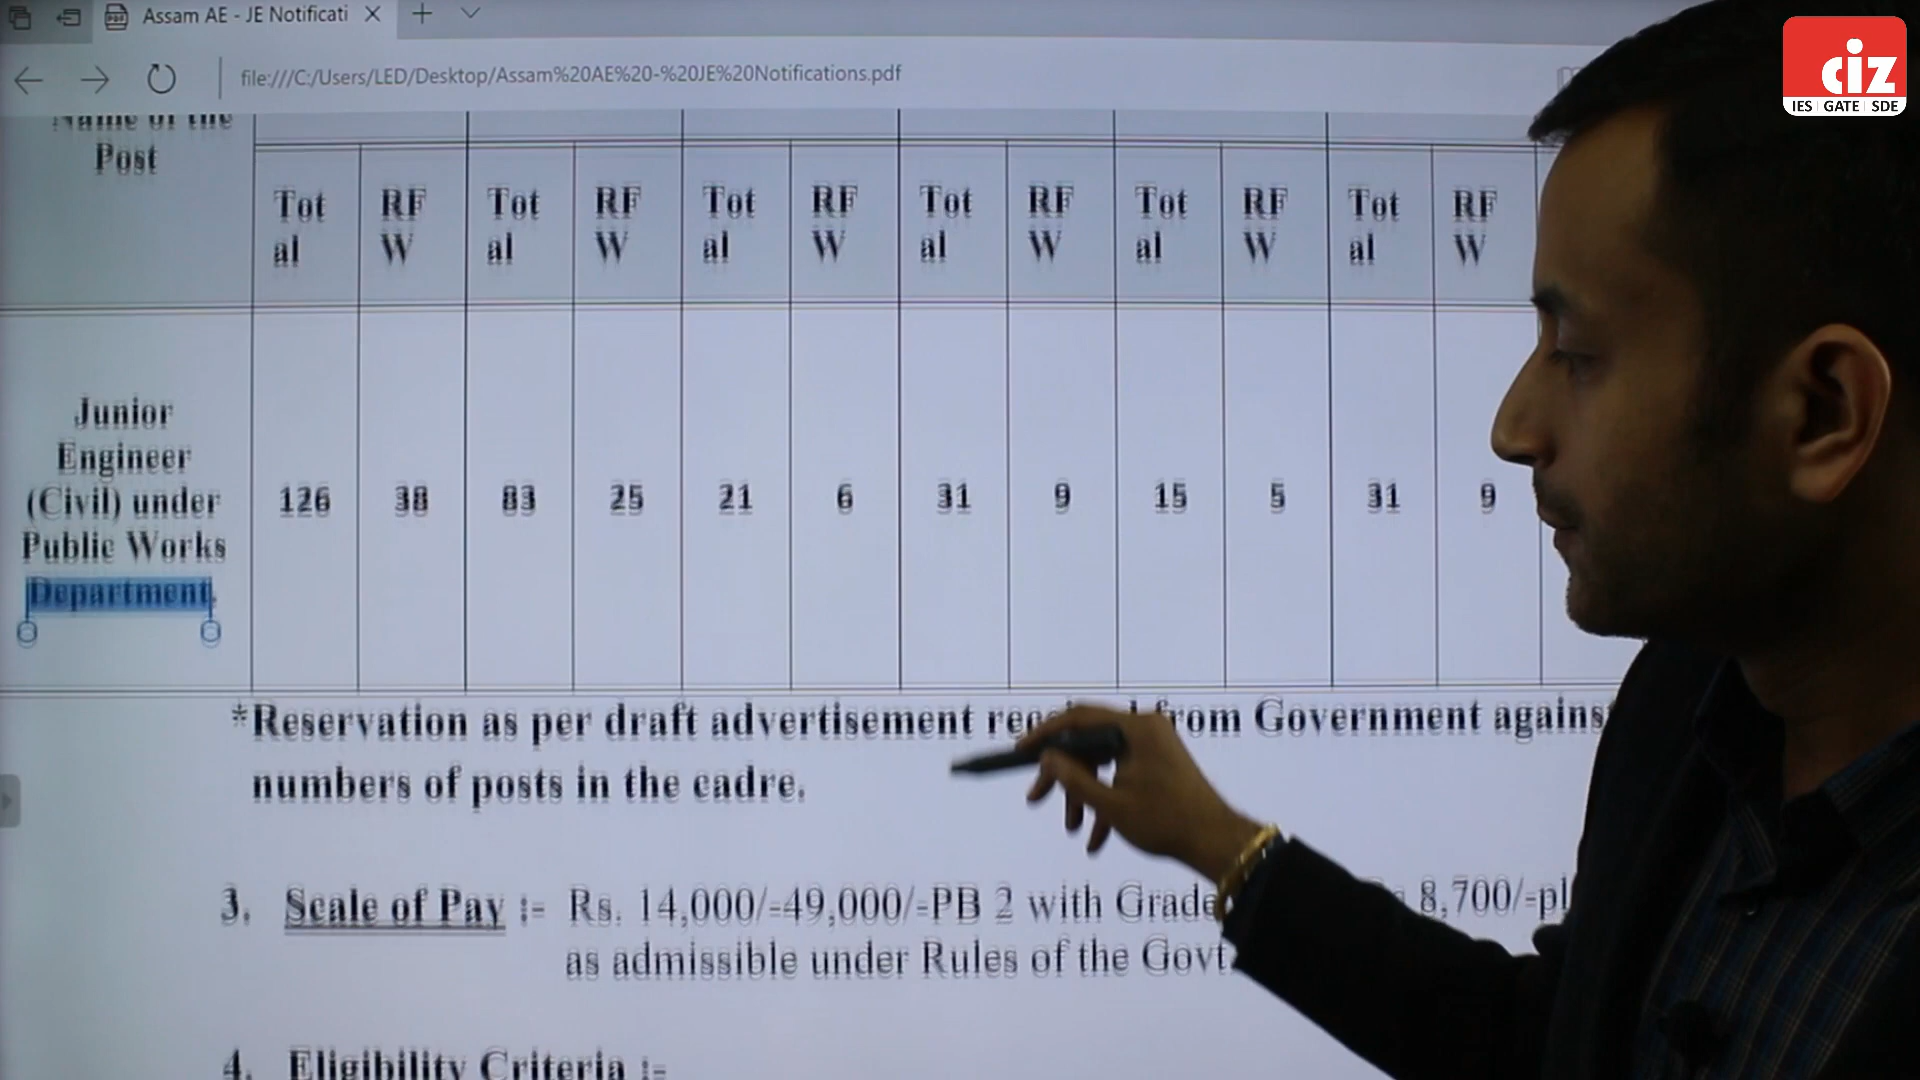 Assam AE - JE Notificati
file:///C:/Users/LED/Desktop/Assam%20AE%20-%20JE%20Notifications.pdf
ciz
IES | GATE | SDE
Name of the
Post
Tot
al
RF
W
Tot
al
RF
W
Tot
al
RF
W
Tot
al
RF
W
Tot
al
RF
W
Tot
al
RF
W
Junior
Engineer
(Civil) under
Public Works
Department.
126 38 83 25 21 6 31 9 15 5 31 9
*Reservation as per draft advertisement from Government agains
numbers of posts in the cadre.
3. Scale of Pay :- Rs. 14,000/-49,000/-PB 2 with Grade 8,700/-pl
as admissible under Rules of the Govt.
4. Eligibility Criteria :-